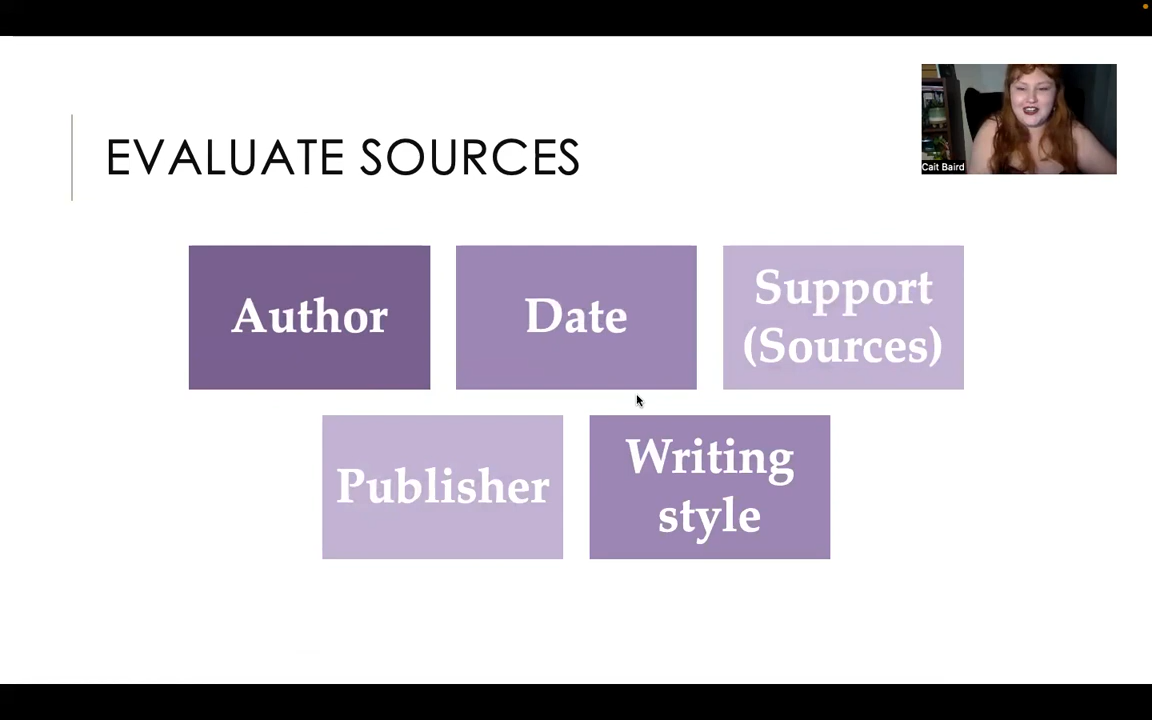 EVALUATE SOURCES
Cait Baird
Author
Date
Support
(Sources)
Publisher
Writing
style